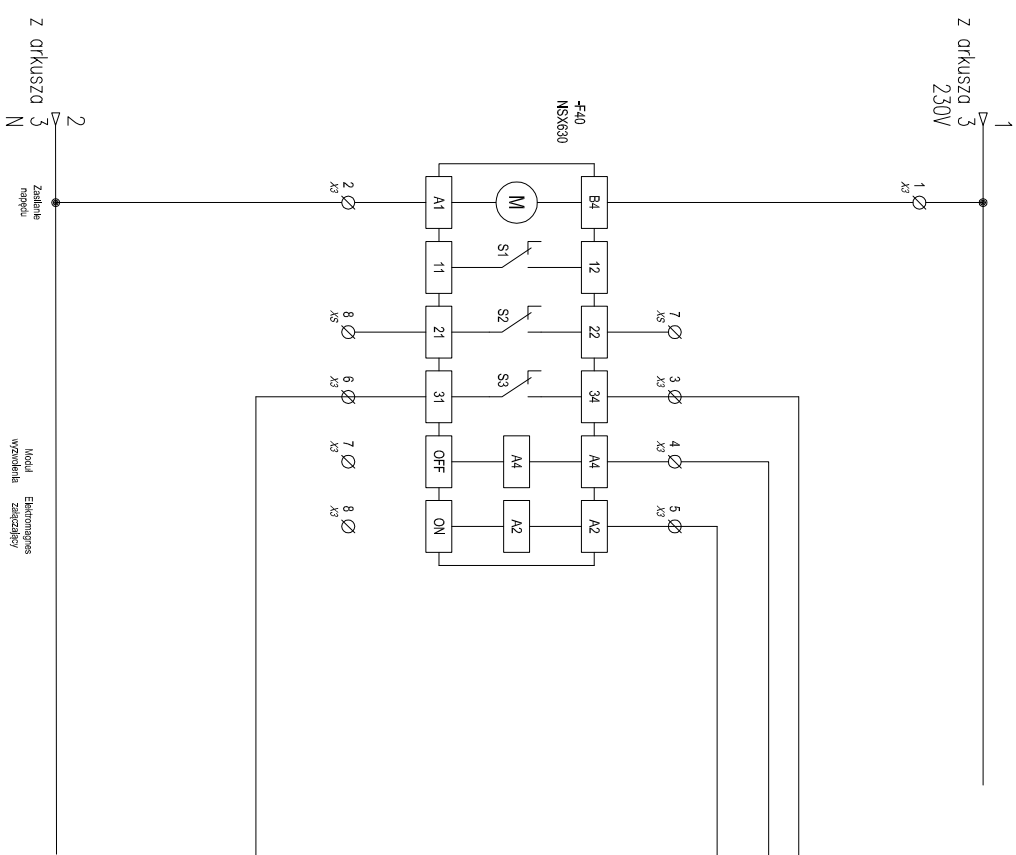 1
z arkusza 3
230V
-F40
NSX630
z arkusza 3
2
N
1
X3
B4
M
A1
2
X3
Zasilanie
napędu
12
S1
11
7
XS
22
S2
21
8
XS
3
X3
34
S3
31
6
X3
4
X3
A4
A4
OFF
7
X3
Moduł
wyzwolenia
5
X3
A2
A2
ON
8
X3
Elektromagnes
załączający